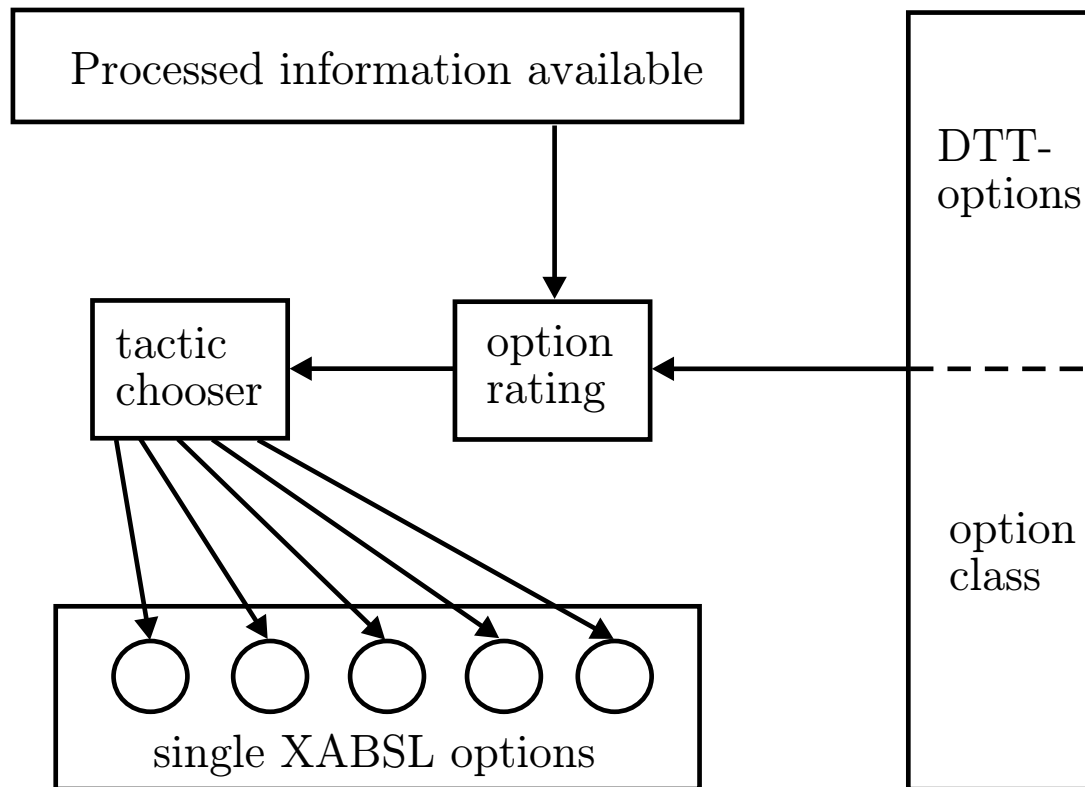 Processed information available
DTT-
options
tactic
chooser
option
rating
option
class
single XABSL options